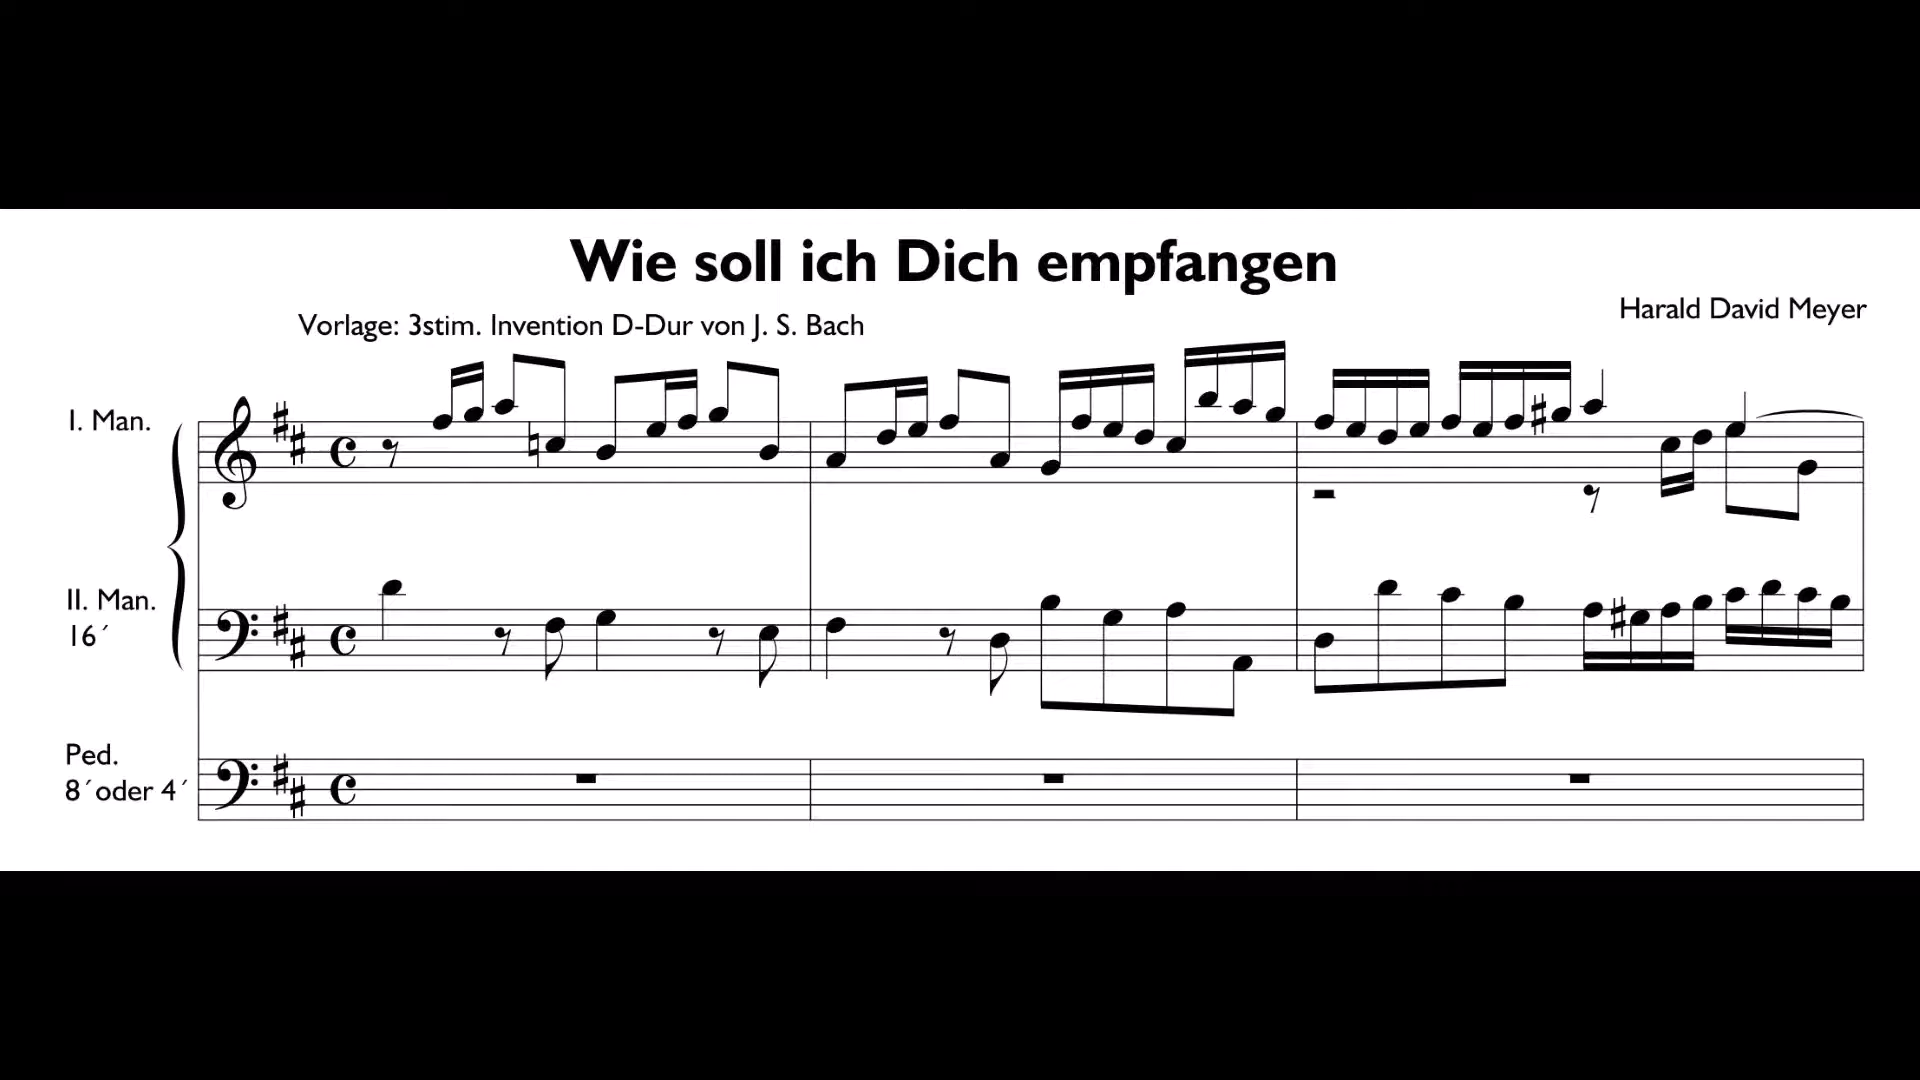 Wie soll ich Dich empfangen
Harald David Meyer
Vorlage: 3stim. Invention D-Dur von J. S. Bach
I. Man.
II. Man.
16´
Ped.
8´oder 4´